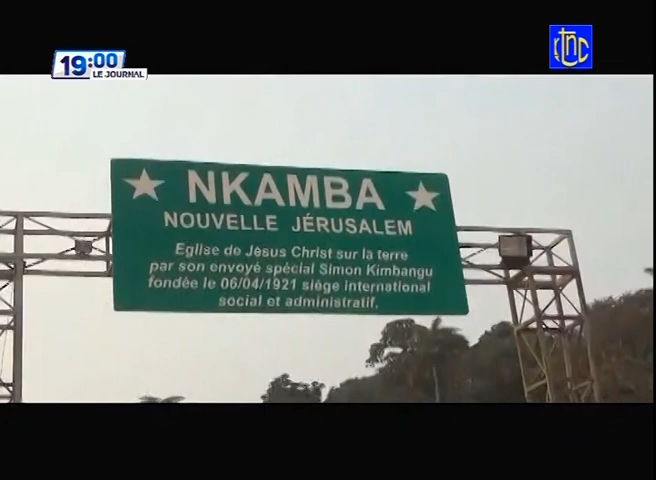 19:00
LE JOURNAL
rtnc
NKAMBA
NOUVELLE JÉRUSALEM
Eglise de Jésus Christ sur la terre
par son envoyé spécial Simon Kimbangu
fondée le 06/04/1921 siège international
social et administratif.